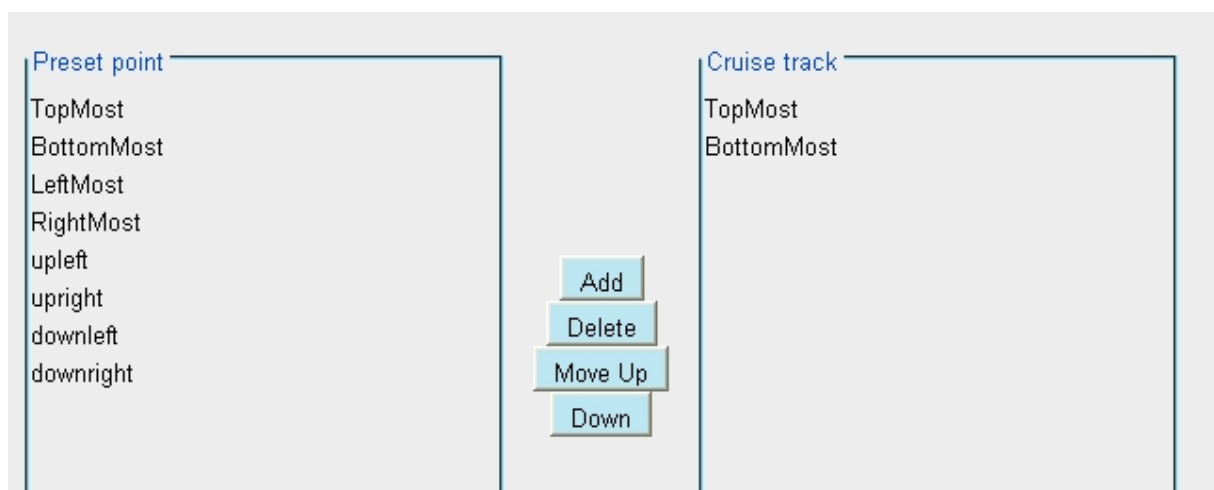 Preset point
TopMost
BottomMost
LeftMost
RightMost
upleft
upright
downleft
downright
Add
Delete
Move Up
Down
Cruise track
TopMost
BottomMost